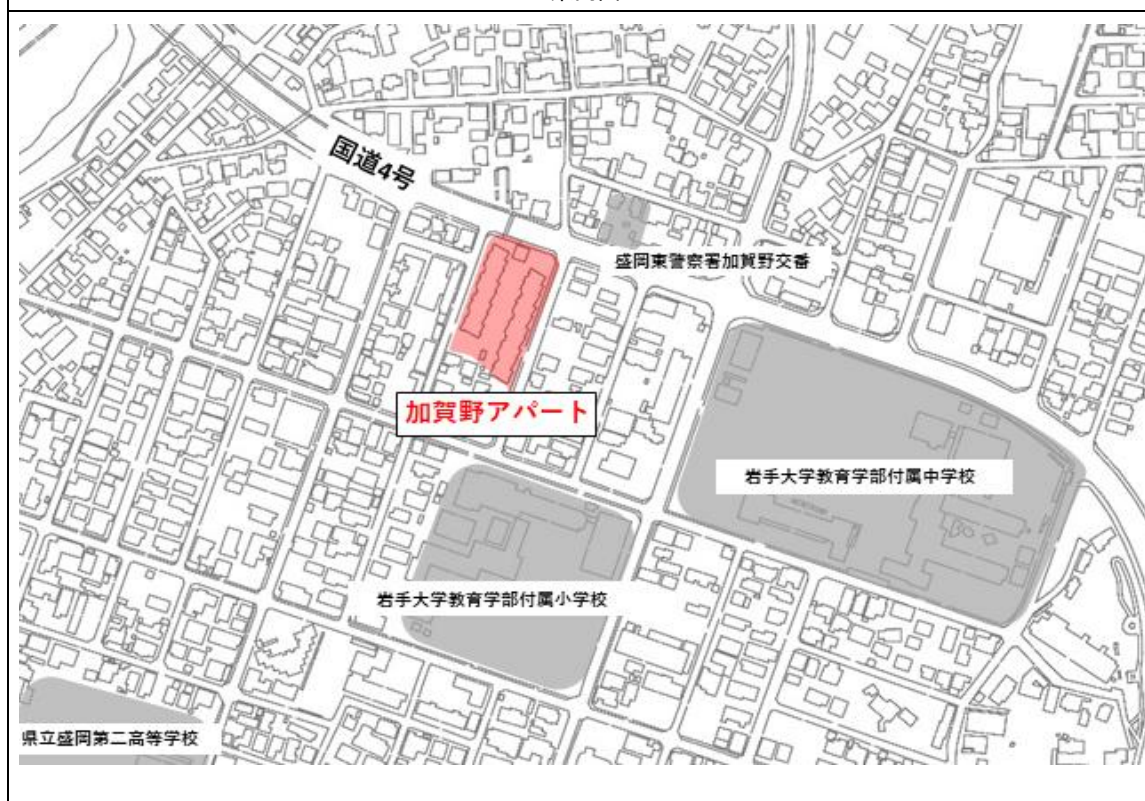 国道4号
盛岡東警察署加賀野交番
加賀野アパート
岩手大学教育学部付属中学校
岩手大学教育学部付属小学校
県立盛岡第二高等学校